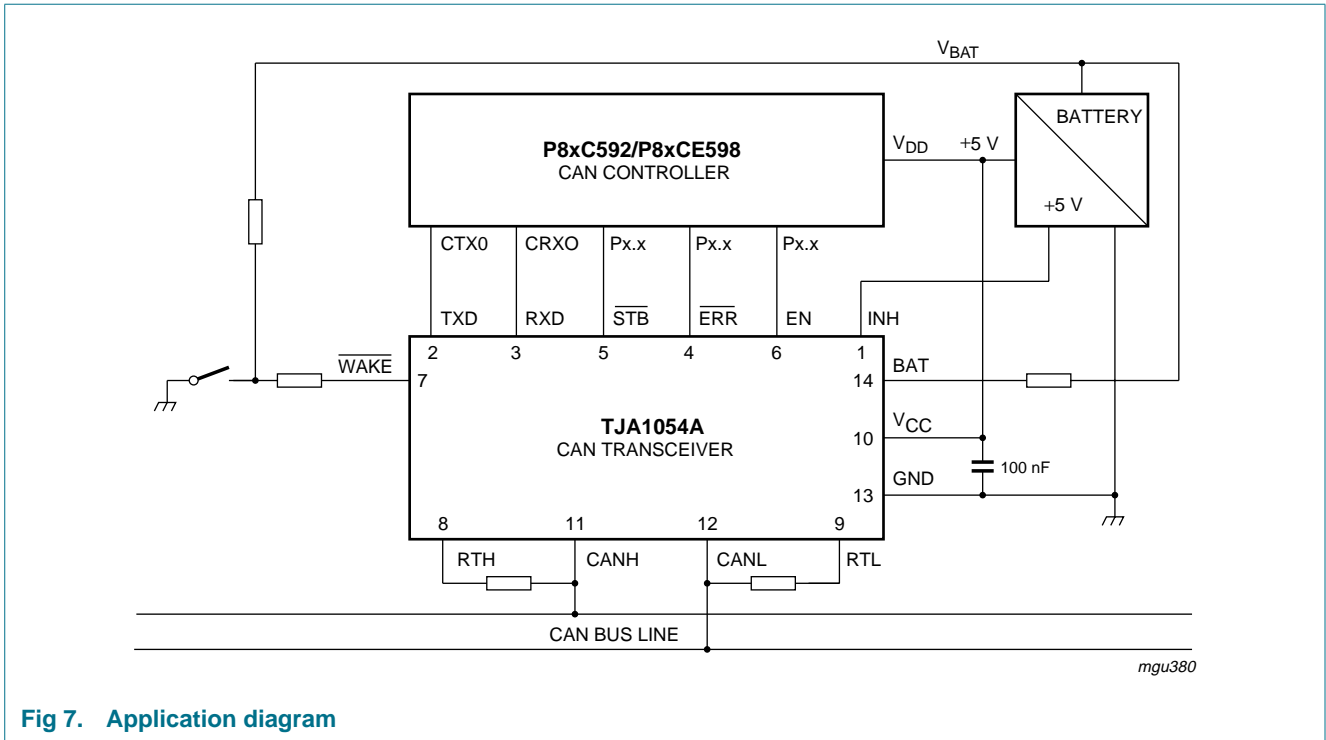 VBAT
BATTERY
+5 V
P8xC592/P8xCE598
CAN CONTROLLER
VDD +5 V
CTX0 CRXO Px.x Px.x Px.x
TXD RXD STB ERR EN INH
2 3 5 4 6 1
WAKE 7
14 BAT
TJA1054A
CAN TRANSCEIVER
10 VCC
100 nF
13 GND
8 11 12 9
RTH CANH CANL RTL
CAN BUS LINE
mgu380
Fig 7. Application diagram